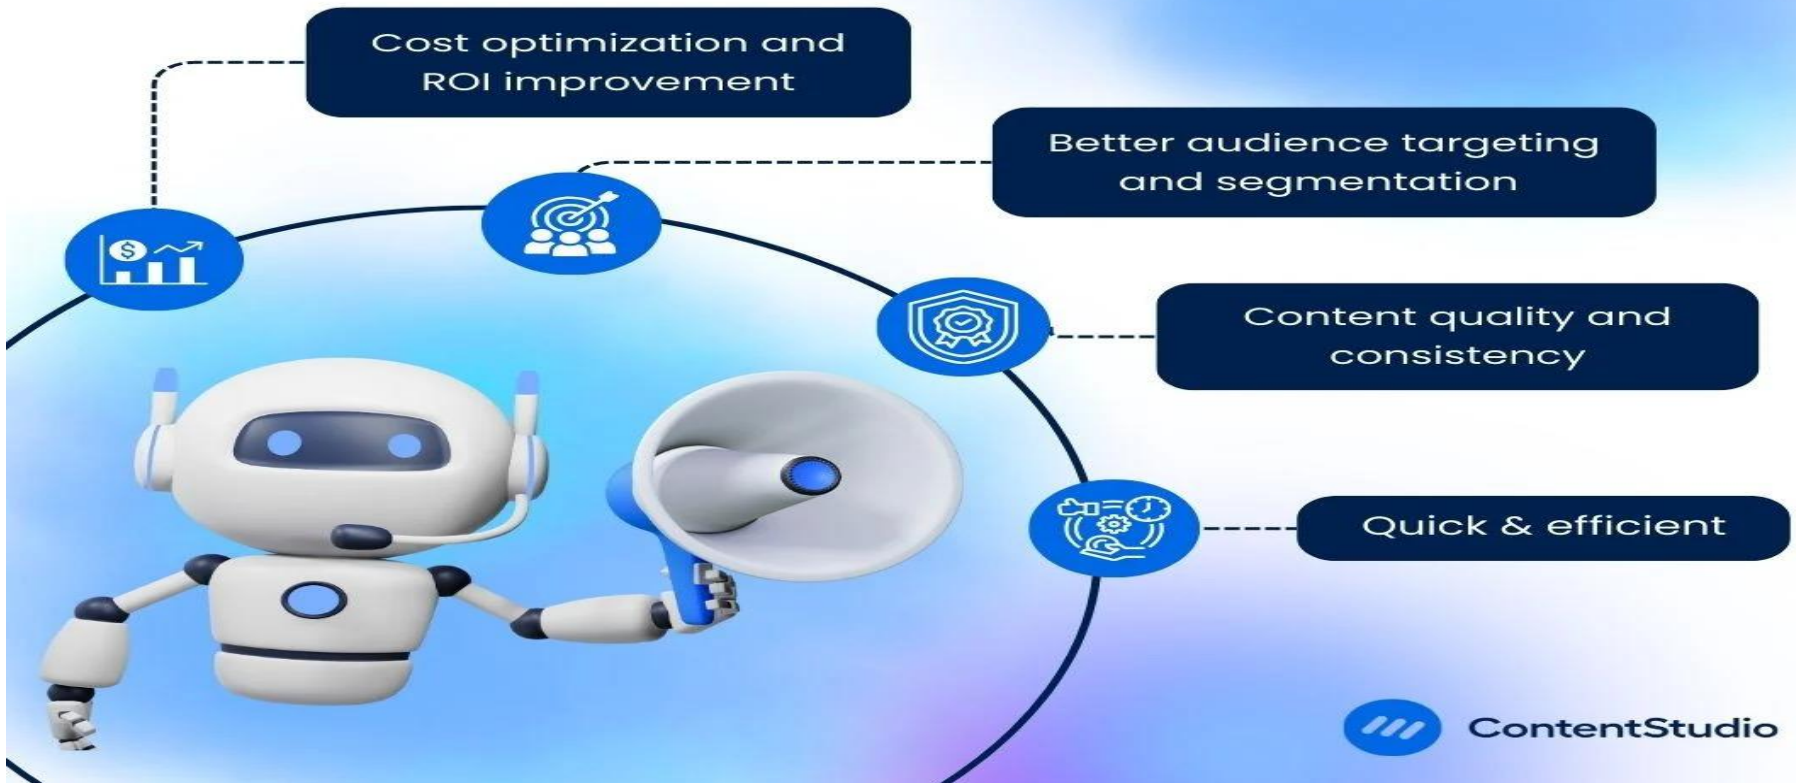 Cost optimization and
ROI improvement
Better audience targeting
and segmentation
Content quality and
consistency
Quick & efficient
$
ContentStudio